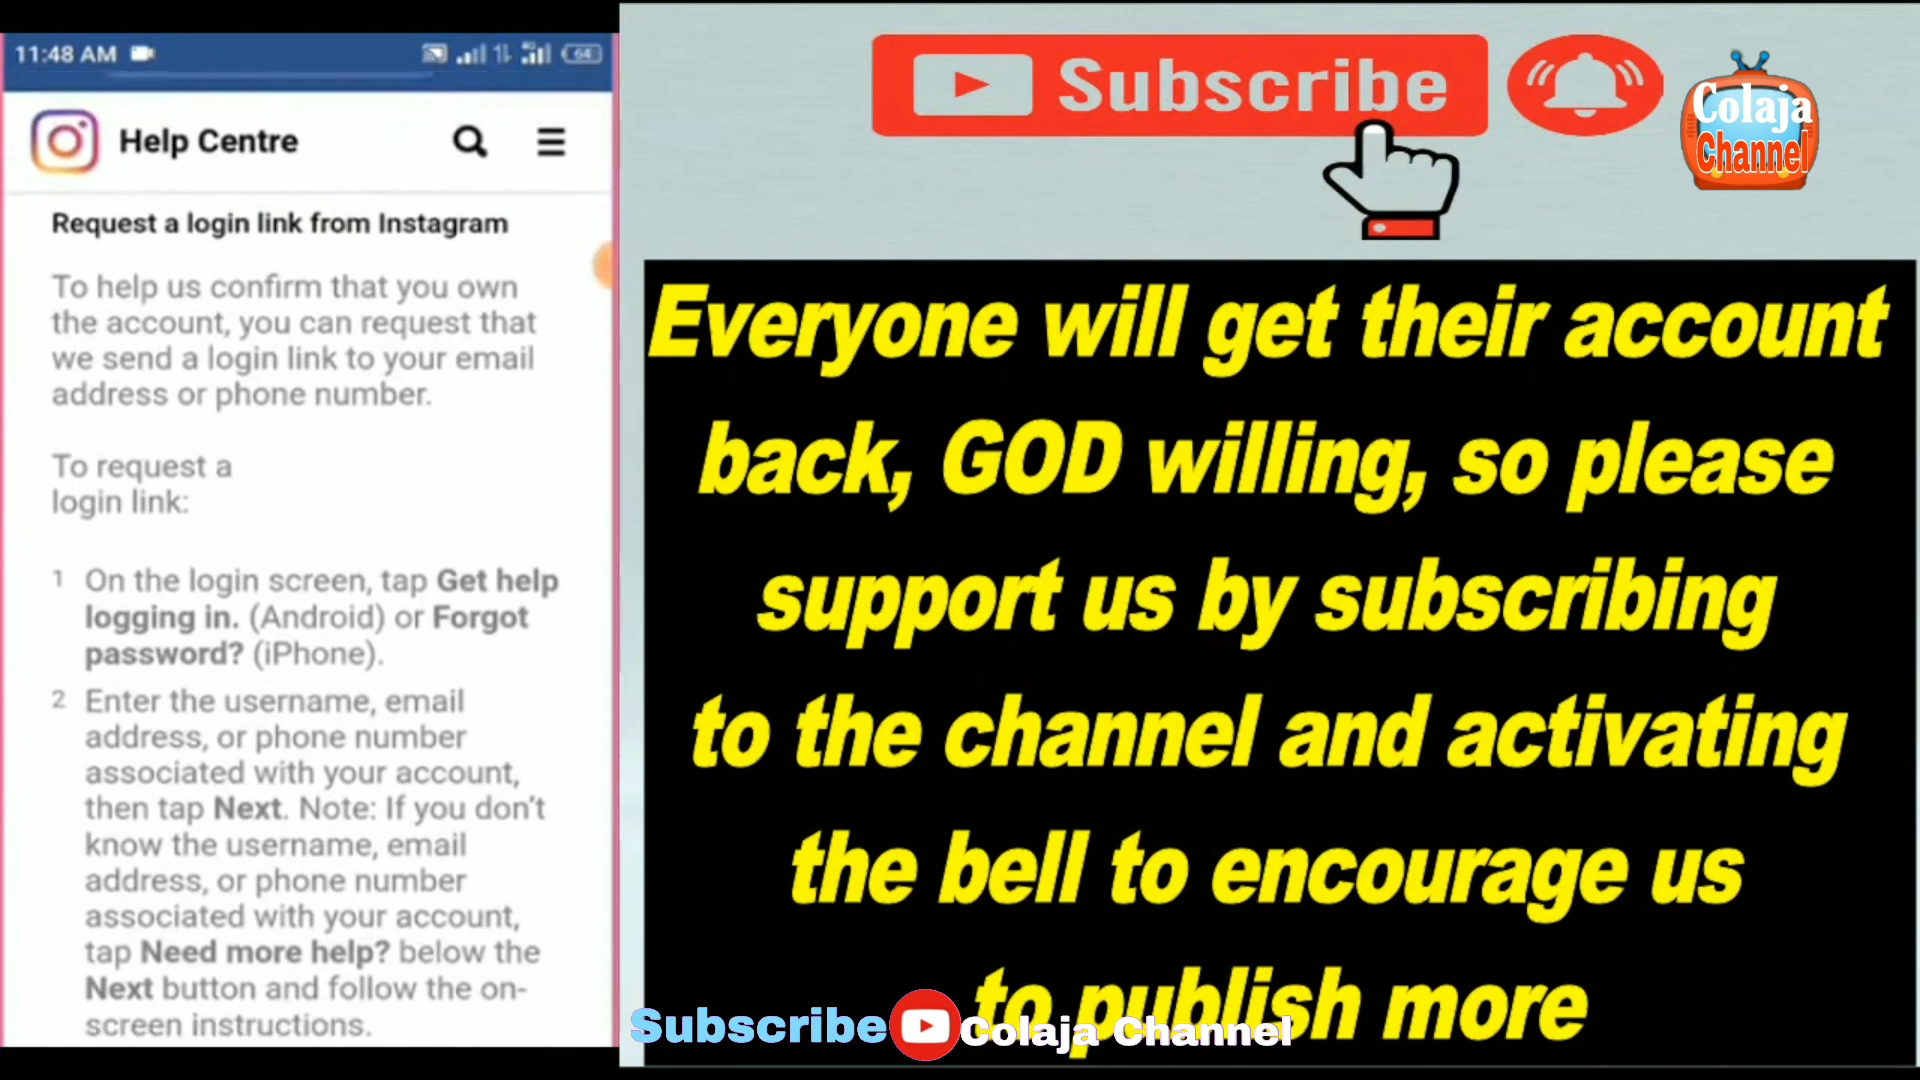 11:48 AM
64
Help Centre
Request a login link from Instagram
To help us confirm that you own
the account, you can request that
we send a login link to your email
address or phone number.
To request a
login link:
1 On the login screen, tap Get help
logging in. (Android) or Forgot
password? (iPhone).
2 Enter the username, email
address, or phone number
associated with your account,
then tap Next. Note: If you don't
know the username, email
address, or phone number
associated with your account,
tap Need more help? below the
Next button and follow the on-
screen instructions.
Subscribe
Colaja
Channel
Everyone will get their account
back, GOD willing, so please
support us by subscribing
to the channel and activating
the bell to encourage us
to publish more
Subscribe Colaja Channel